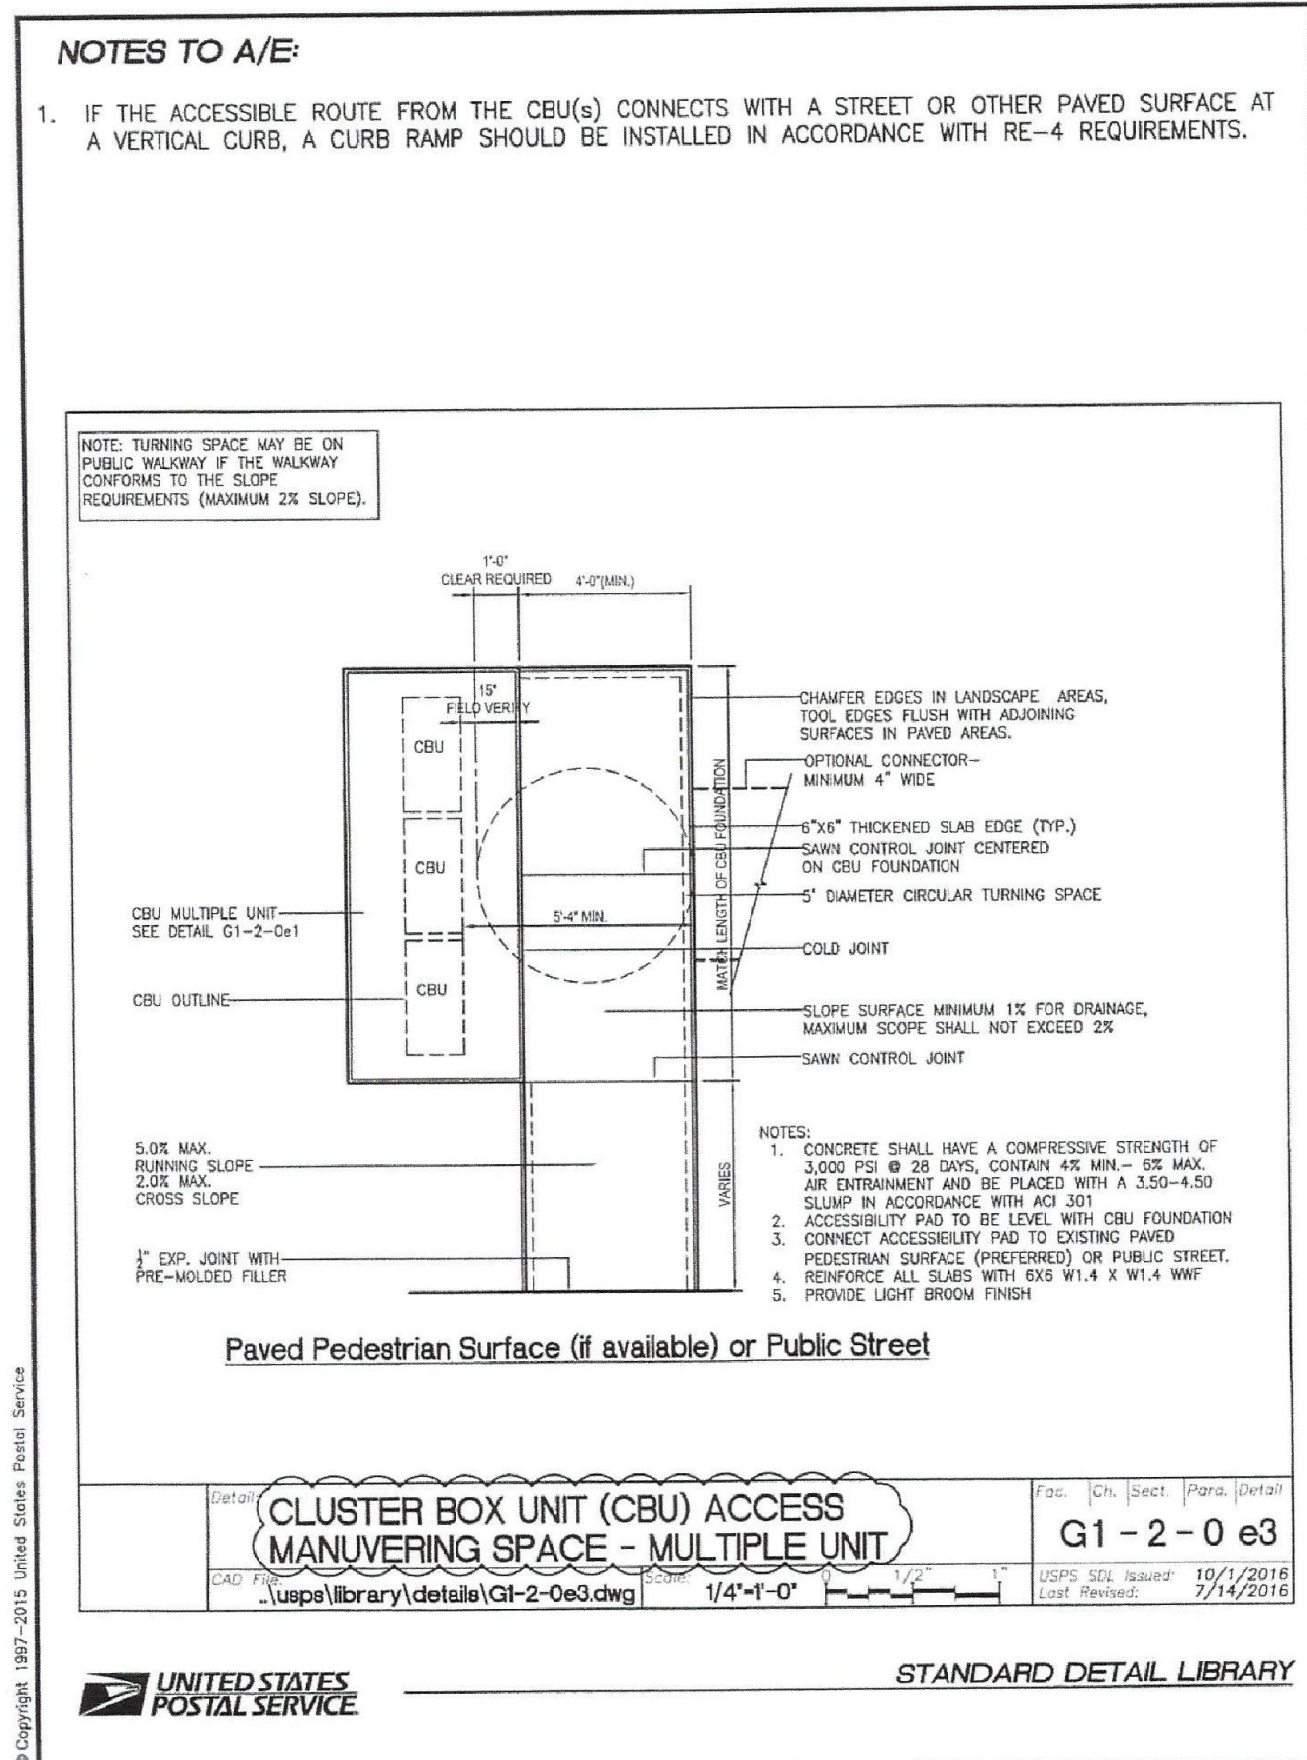 NOTES TO A/E:
1. IF THE ACCESSIBLE ROUTE FROM THE CBU(s) CONNECTS WITH A STREET OR OTHER PAVED SURFACE AT
A VERTICAL CURB, A CURB RAMP SHOULD BE INSTALLED IN ACCORDANCE WITH RE-4 REQUIREMENTS.
NOTE: TURNING SPACE MAY BE ON
PUBLIC WALKWAY IF THE WALKWAY
CONFORMS TO THE SLOPE
REQUIREMENTS (MAXIMUM 2% SLOPE).
1'-0"
CLEAR REQUIRED
4'-0"(MIN.)
15"
FIELD VERIFY
CBU
CBU
CBU
5'-4" MIN.
MATCH LENGTH OF CBU FOUNDATION
VARIES
CBU MULTIPLE UNIT
SEE DETAIL G1-2-0e1
CBU OUTLINE
5.0% MAX.
RUNNING SLOPE
2.0% MAX.
CROSS SLOPE
½" EXP. JOINT WITH
PRE-MOLDED FILLER
CHAMFER EDGES IN LANDSCAPE AREAS,
TOOL EDGES FLUSH WITH ADJOINING
SURFACES IN PAVED AREAS.
OPTIONAL CONNECTOR-
MINIMUM 4" WIDE
6"X6" THICKENED SLAB EDGE (TYP.)
SAWN CONTROL JOINT CENTERED
ON CBU FOUNDATION
5' DIAMETER CIRCULAR TURNING SPACE
COLD JOINT
SLOPE SURFACE MINIMUM 1% FOR DRAINAGE,
MAXIMUM SCOPE SHALL NOT EXCEED 2%
SAWN CONTROL JOINT
NOTES:
1. CONCRETE SHALL HAVE A COMPRESSIVE STRENGTH OF
3,000 PSI @ 28 DAYS, CONTAIN 4% MIN.- 6% MAX.
AIR ENTRAINMENT AND BE PLACED WITH A 3.50-4.50
SLUMP IN ACCORDANCE WITH ACI 301
2. ACCESSIBILITY PAD TO BE LEVEL WITH CBU FOUNDATION
3. CONNECT ACCESSIBILITY PAD TO EXISTING PAVED
PEDESTRIAN SURFACE (PREFERRED) OR PUBLIC STREET.
4. REINFORCE ALL SLABS WITH 6X6 W1.4 X W1.4 WWF
5. PROVIDE LIGHT BROOM FINISH
Paved Pedestrian Surface (if available) or Public Street
Detail:
CLUSTER BOX UNIT (CBU) ACCESS
MANUVERING SPACE - MULTIPLE UNIT
CAD File:
..\usps\library\details\G1-2-0e3.dwg
Scale:
1/4"=1'-0"
0 1/2" 1"
Fac. Ch. Sect. Para. Detail
G1 - 2 - 0 e3
USPS SDL Issued: 10/1/2016
Last Revised: 7/14/2016
UNITED STATES
POSTAL SERVICE
STANDARD DETAIL LIBRARY
© Copyright 1997-2015 United States Postal Service